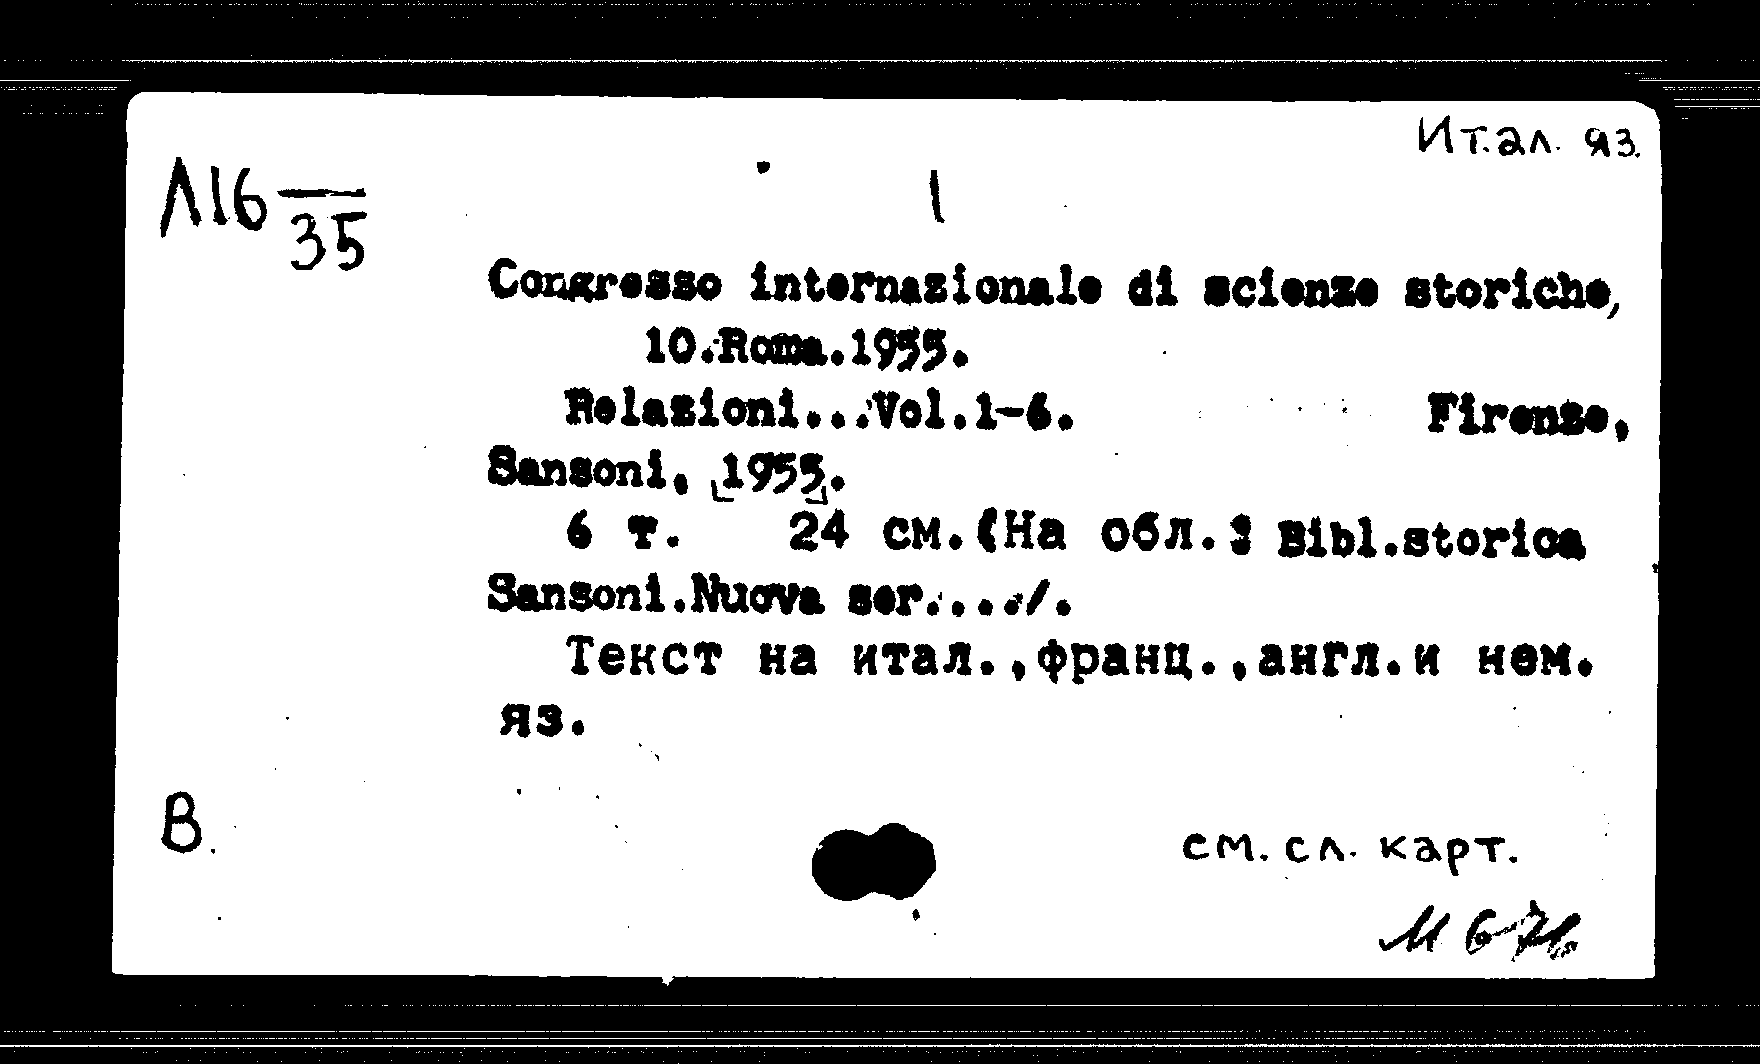 Итал. яз.
Л16
35
1
Congresso internazionale di scienze storiche,
10.Roma.1955.
Relazioni...Vol.1-6. Firenze,
Sansoni, [1955].
6 т. 24 см.(На обл.: Bibl.storica
Sansoni.Nuova ser..../.
Текст на итал.,франц.,англ.и нем.
яз.
В.
см. сл. карт.